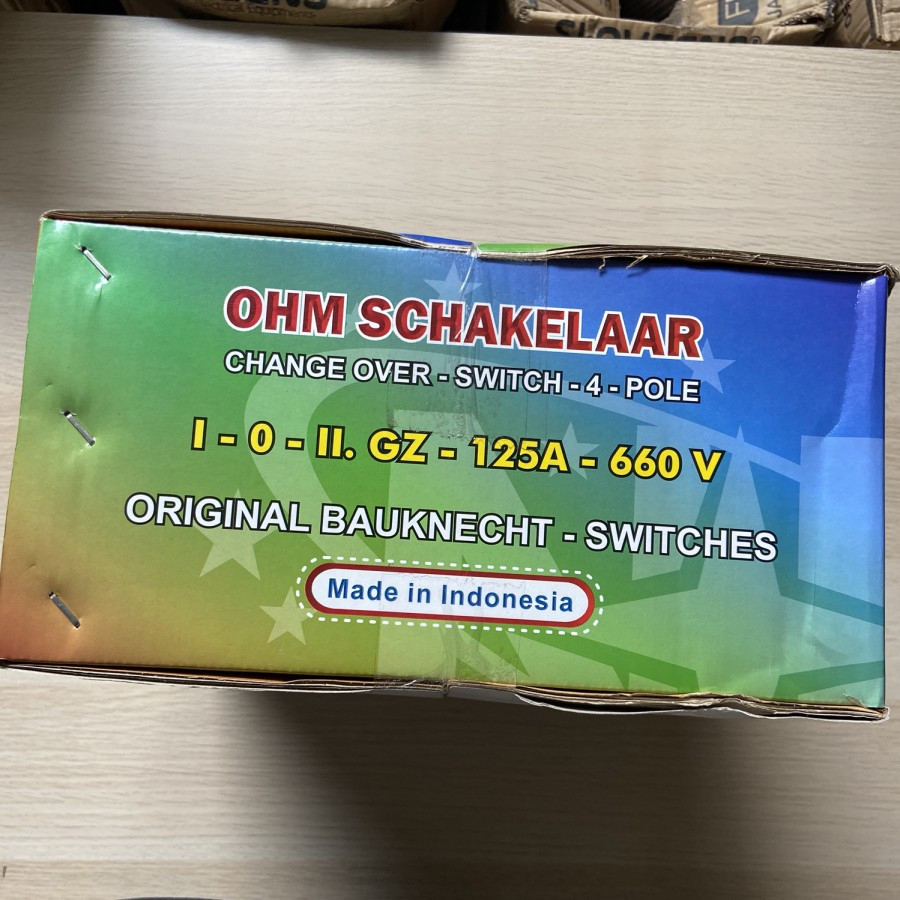 OHM SCHAKELAAR
CHANGE OVER - SWITCH - 4 - POLE
I - 0 - II. GZ - 125A - 660 V
ORIGINAL BAUKNECHT - SWITCHES
Made in Indonesia